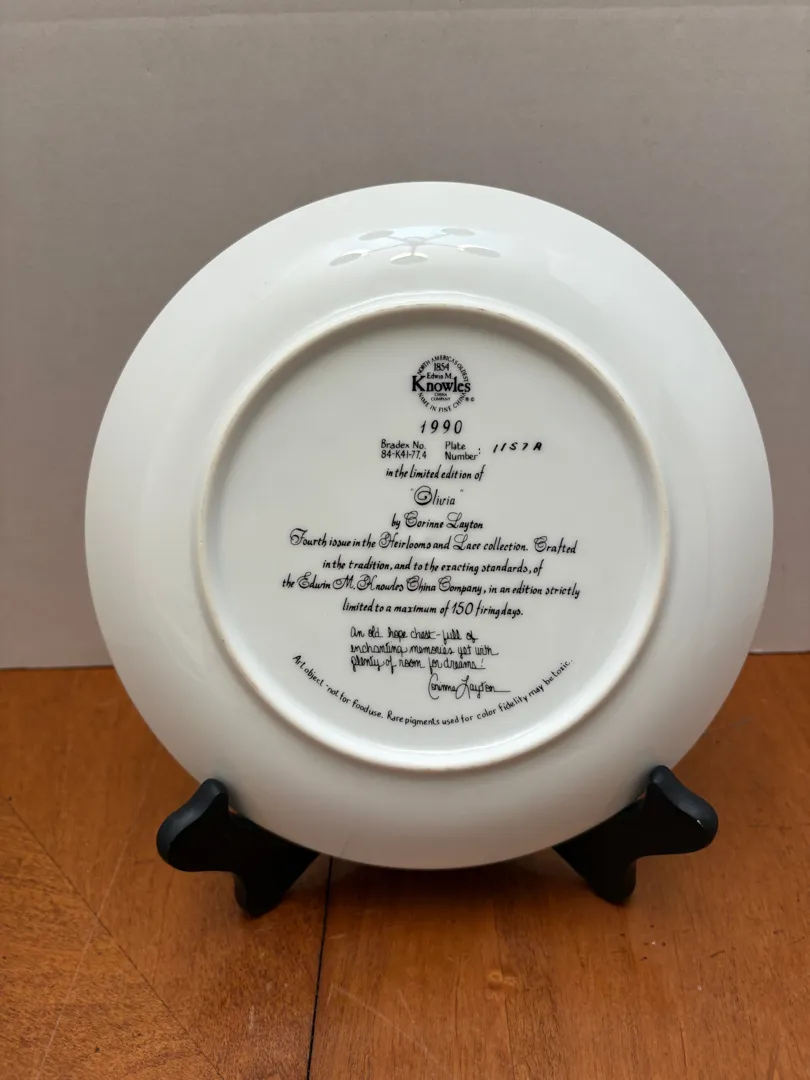 NORTH AMERICA'S OLDEST
1854
Edwin M.
Knowles
CHINA
COMPANY
NAME IN FINE CHINA
®©
1990
Bradex No. Plate
84-K41-77.4 Number: 1157A
in the limited edition of
"Olivia"
by Corinne Layton
Fourth issue in the Heirlooms and Lace collection. Crafted
in the tradition, and to the exacting standards, of
the Edwin M. Knowles China Company, in an edition strictly
limited to a maximum of 150 firing days.
An old hope chest-full of
enchanting memories yet with
plenty of room for dreams!
Corinne Layton
Art object - not for food use. Rare pigments used for color fidelity may be toxic.